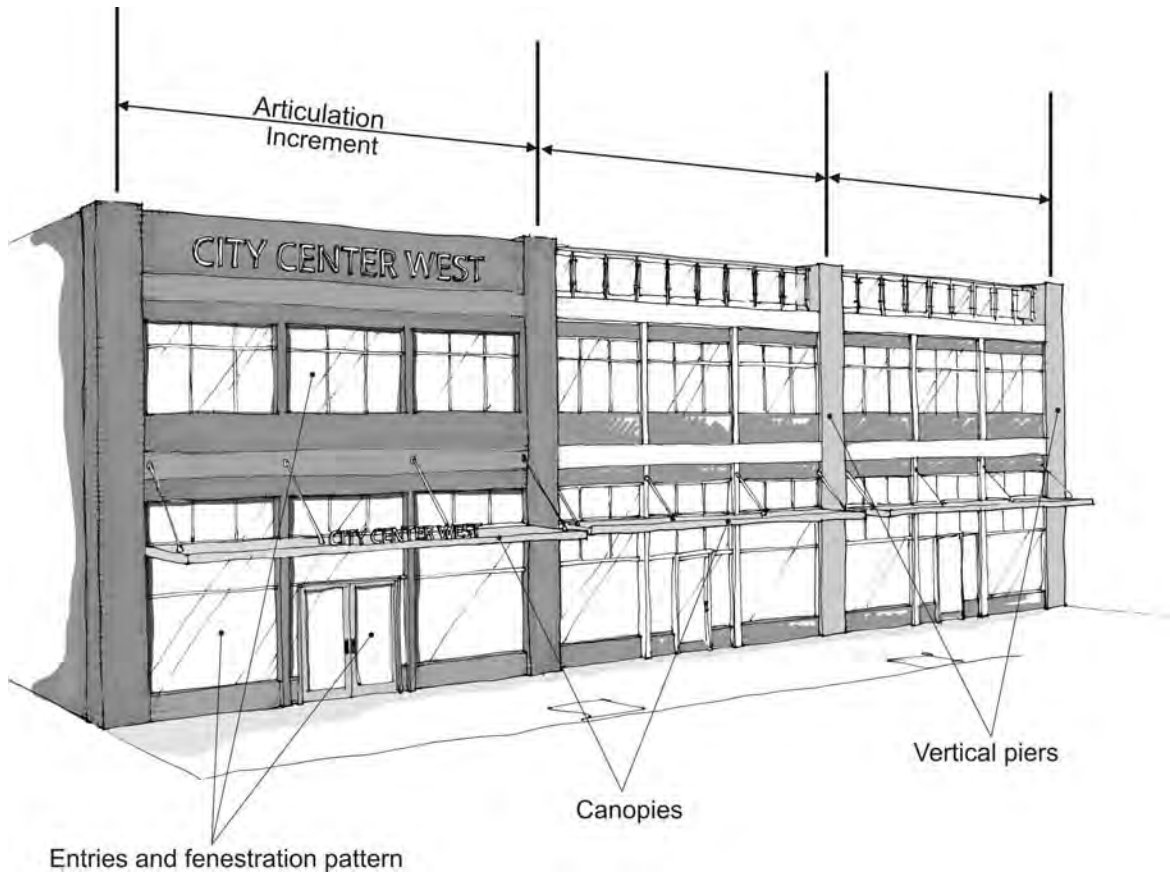 Articulation
Increment
CITY CENTER WEST
CITY CENTER WEST
Vertical piers
Canopies
Entries and fenestration pattern